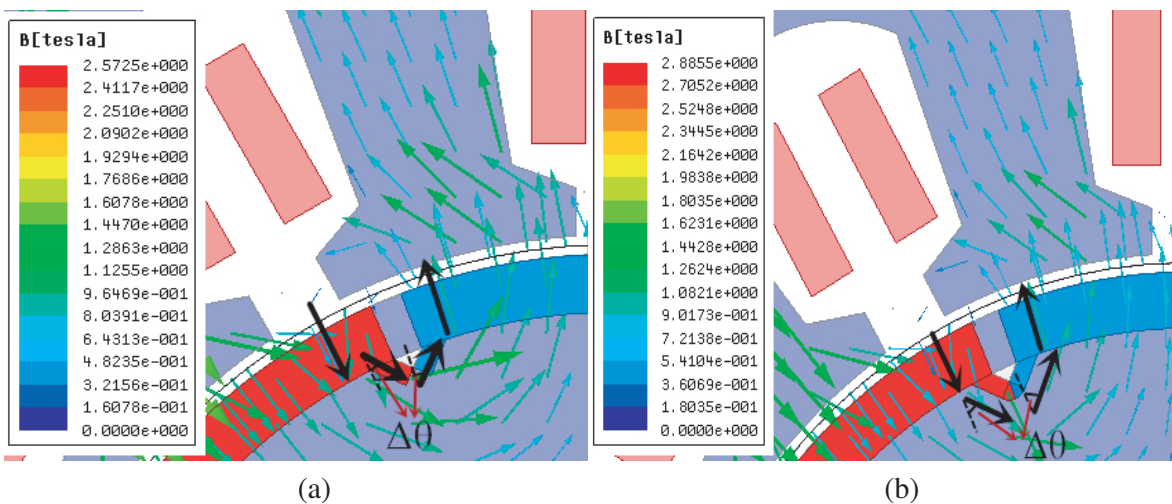 B[tesla]
2.5725e+000
2.4117e+000
2.2510e+000
2.0902e+000
1.9294e+000
1.7686e+000
1.6078e+000
1.4470e+000
1.2863e+000
1.1255e+000
9.6469e-001
8.0391e-001
6.4313e-001
4.8235e-001
3.2156e-001
1.6078e-001
0.0000e+000
Δθ
(a)
B[tesla]
2.8855e+000
2.7052e+000
2.5248e+000
2.3445e+000
2.1642e+000
1.9838e+000
1.8035e+000
1.6231e+000
1.4428e+000
1.2624e+000
1.0821e+000
9.0173e-001
7.2138e-001
5.4104e-001
3.6069e-001
1.8035e-001
0.0000e+000
Δθ
(b)